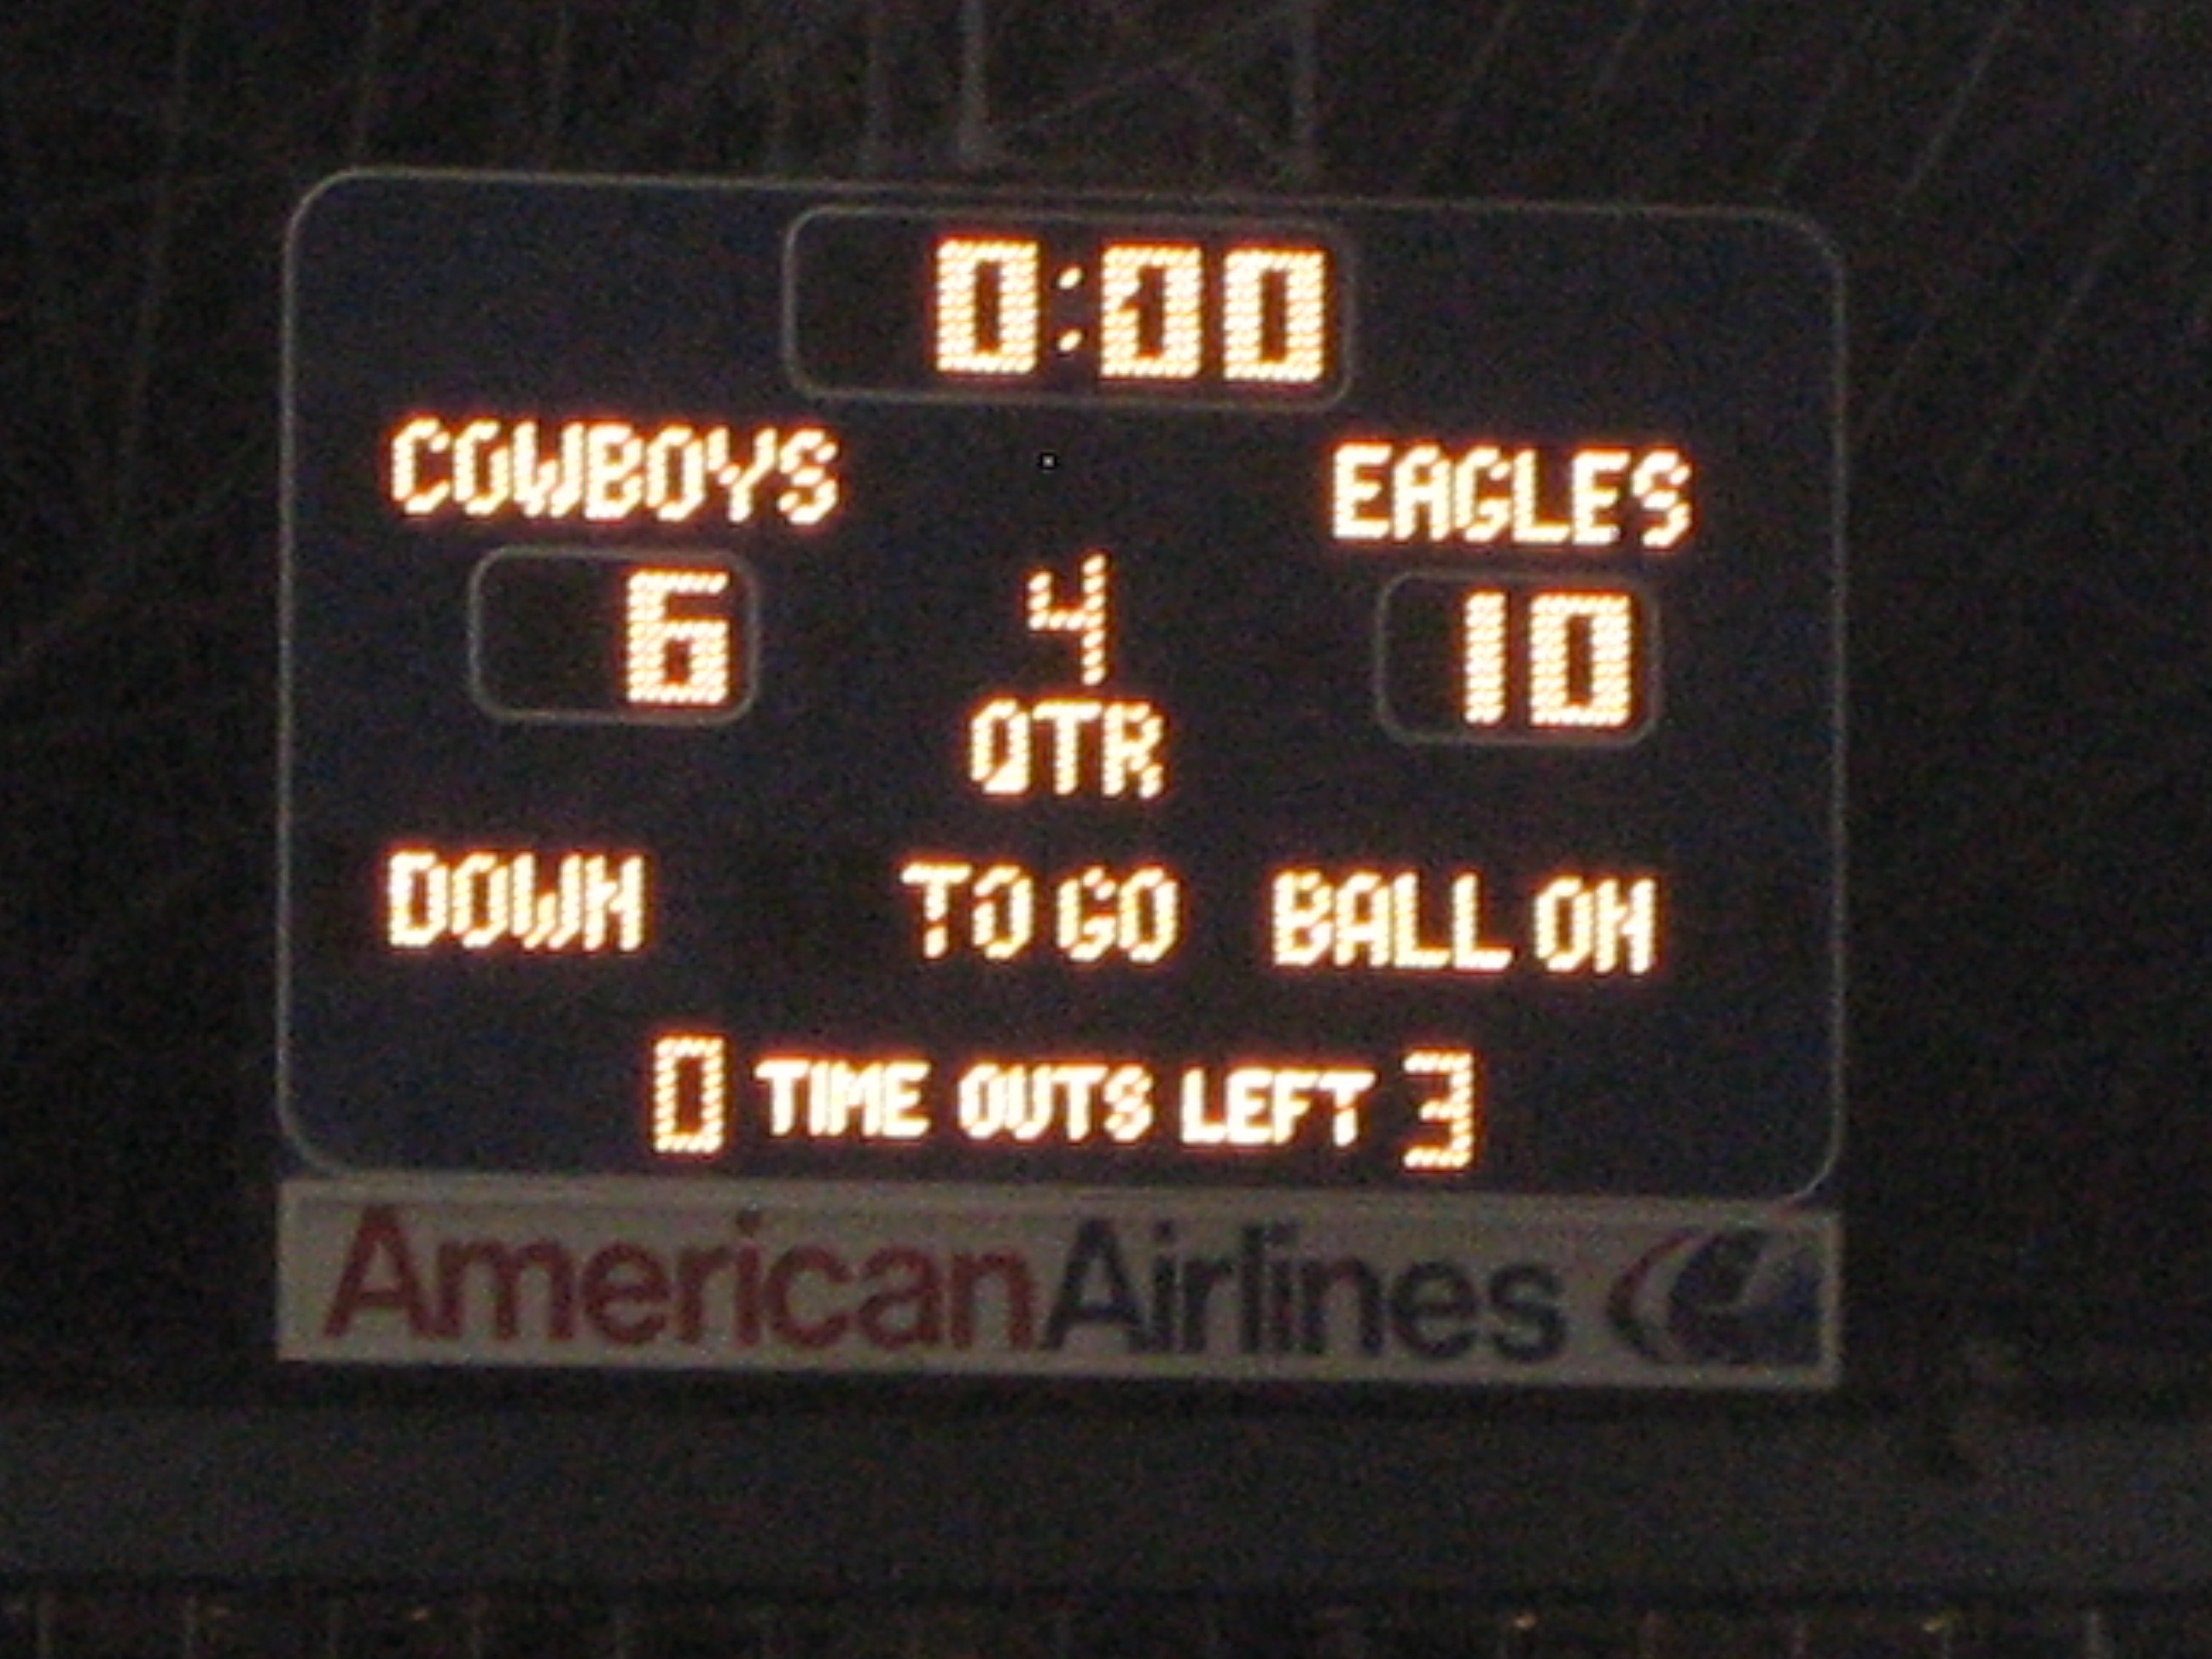 0:00
COWBOYS EAGLES
6 4 10
QTR
DOWN TO GO BALL ON
0 TIME OUTS LEFT 3
AmericanAirlines